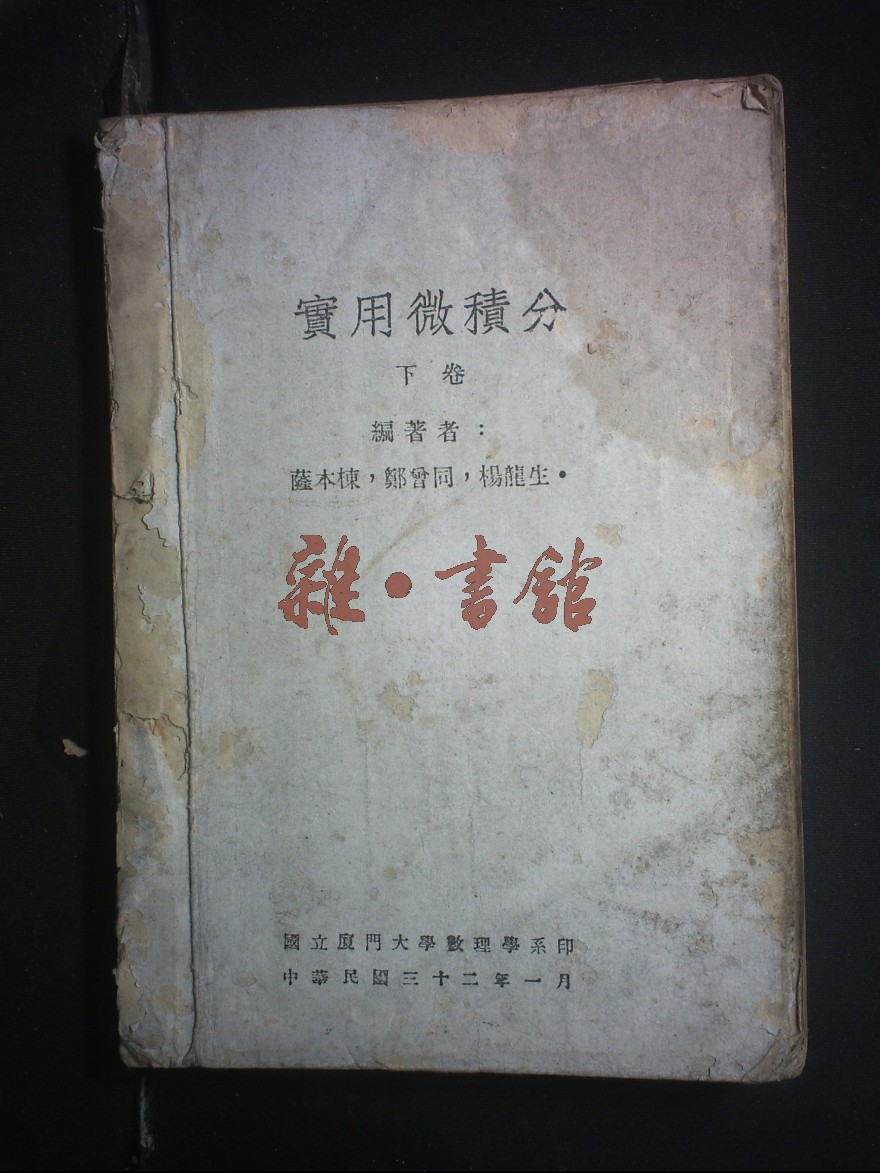 實用微積分
下卷
編著者：
薩本棟，鄭曾同，楊龍生．
雜·書館
國立厦門大學數理學系印
中華民國三十二年一月